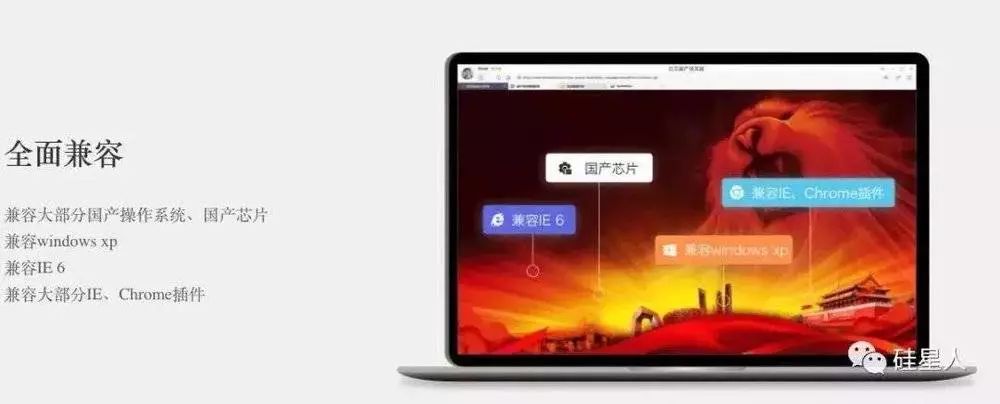 全面兼容
兼容大部分国产操作系统、国产芯片
兼容windows xp
兼容IE 6
兼容大部分IE、Chrome插件
国产芯片
兼容IE、Chrome插件
兼容IE 6
兼容windows xp
硅星人